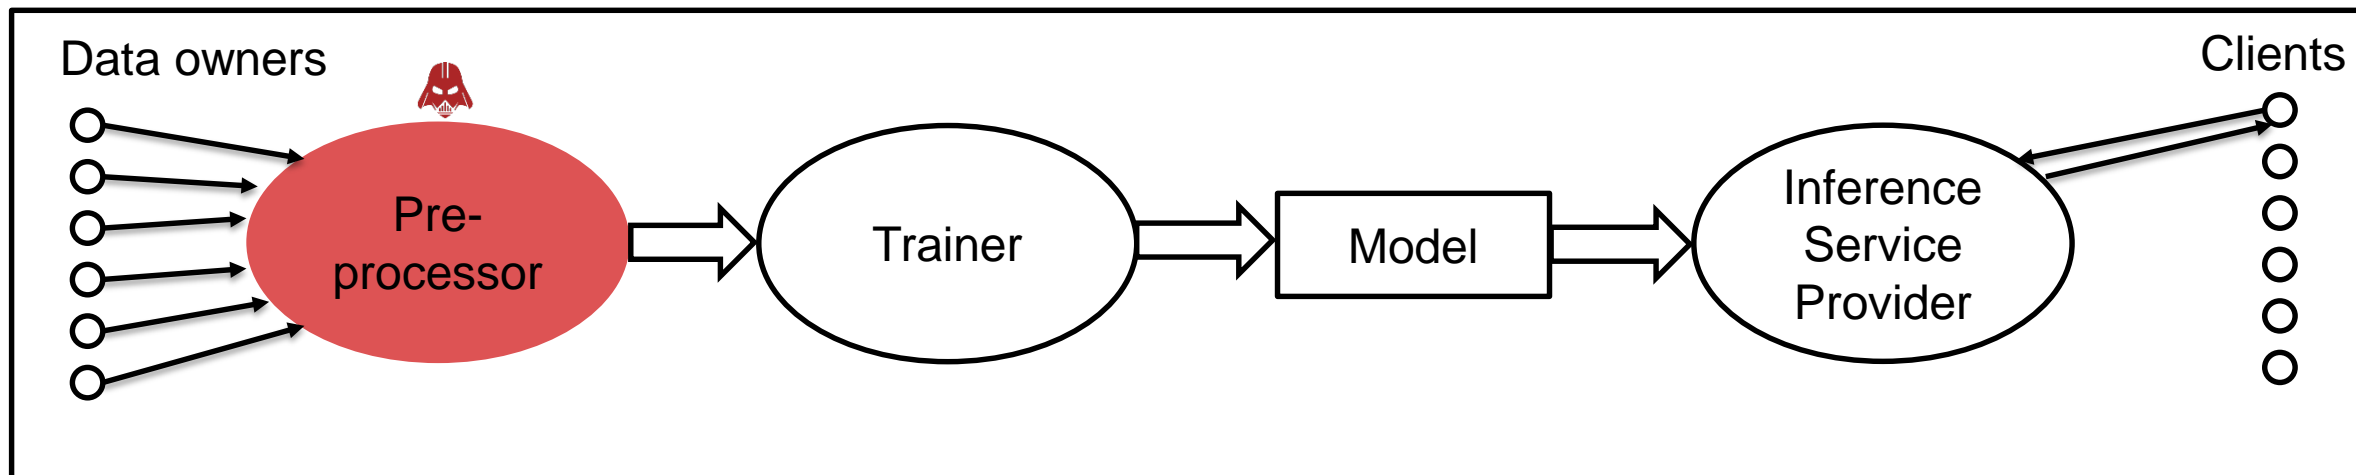 Data owners
Clients
Pre-
processor
Trainer
Model
Inference
Service
Provider